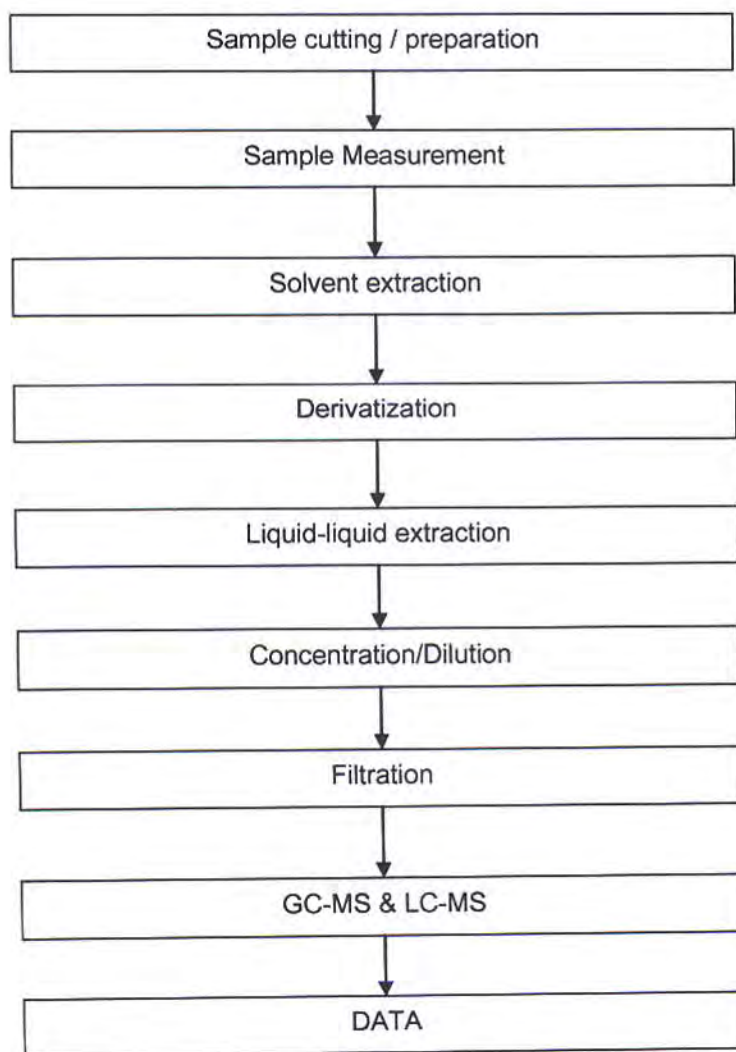 Sample cutting / preparation
Sample Measurement
Solvent extraction
Derivatization
Liquid-liquid extraction
Concentration/Dilution
Filtration
GC-MS & LC-MS
DATA